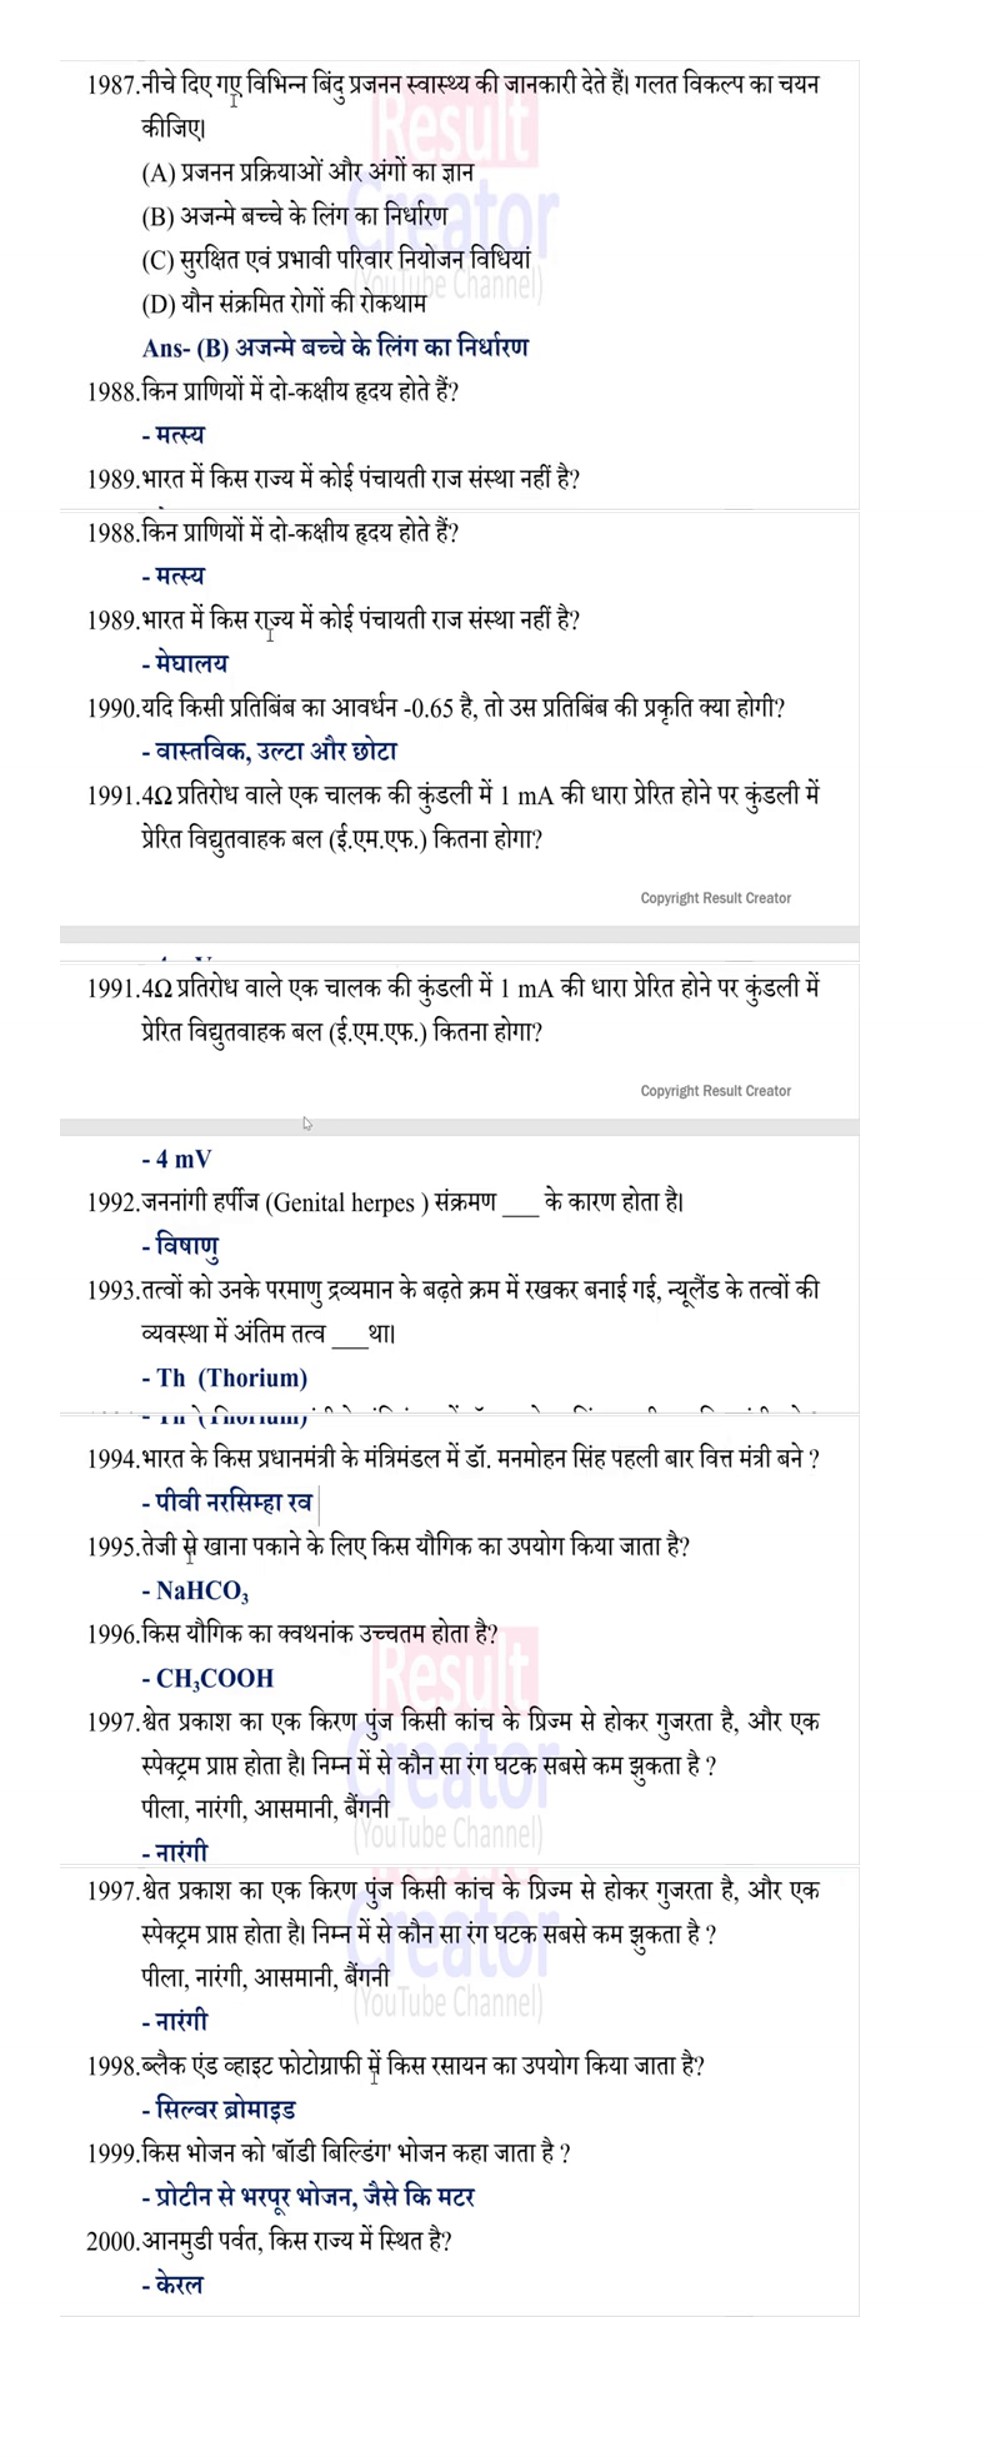 1987.नीचे दिए गए विभिन्न बिंदु प्रजनन स्वास्थ्य की जानकारी देते हैं। गलत विकल्प का चयन
कीजिए।
(A) प्रजनन प्रक्रियाओं और अंगों का ज्ञान
(B) अजन्मे बच्चे के लिंग का निर्धारण
(C) सुरक्षित एवं प्रभावी परिवार नियोजन विधियां
(D) यौन संक्रमित रोगों की रोकथाम
Result
Creator
(YouTube Channel)
Ans- (B) अजन्मे बच्चे के लिंग का निर्धारण
1988.किन प्राणियों में दो-कक्षीय हृदय होते हैं?
- मत्स्य
1989.भारत में किस राज्य में कोई पंचायती राज संस्था नहीं है?
1988.किन प्राणियों में दो-कक्षीय हृदय होते हैं?
- मत्स्य
1989.भारत में किस राज्य में कोई पंचायती राज संस्था नहीं है?
- मेघालय
1990.यदि किसी प्रतिबिंब का आवर्धन -0.65 है, तो उस प्रतिबिंब की प्रकृति क्या होगी?
- वास्तविक, उल्टा और छोटा
1991.4Ω प्रतिरोध वाले एक चालक की कुंडली में 1 mA की धारा प्रेरित होने पर कुंडली में
प्रेरित विद्युतवाहक बल (ई.एम.एफ.) कितना होगा?
Copyright Result Creator
1991.4Ω प्रतिरोध वाले एक चालक की कुंडली में 1 mA की धारा प्रेरित होने पर कुंडली में
प्रेरित विद्युतवाहक बल (ई.एम.एफ.) कितना होगा?
Copyright Result Creator
- 4 mV
1992.जननांगी हर्पीज (Genital herpes ) संक्रमण ___ के कारण होता है।
- विषाणु
1993.तत्वों को उनके परमाणु द्रव्यमान के बढ़ते क्रम में रखकर बनाई गई, न्यूलैंड के तत्वों की
व्यवस्था में अंतिम तत्व ___था।
- Th (Thorium)
- Th (Thorium)
1994.भारत के किस प्रधानमंत्री के मंत्रिमंडल में डॉ. मनमोहन सिंह पहली बार वित्त मंत्री बने ?
- पीवी नरसिम्हा रव
1995.तेजी से खाना पकाने के लिए किस यौगिक का उपयोग किया जाता है?
- NaHCO₃
1996.किस यौगिक का क्वथनांक उच्चतम होता है?
- CH₃COOH
1997.श्वेत प्रकाश का एक किरण पुंज किसी कांच के प्रिज्म से होकर गुजरता है, और एक
स्पेक्ट्रम प्राप्त होता है। निम्न में से कौन सा रंग घटक सबसे कम झुकता है ?
पीला, नारंगी, आसमानी, बैंगनी
Result
Creator
(YouTube Channel)
- नारंगी
1997.श्वेत प्रकाश का एक किरण पुंज किसी कांच के प्रिज्म से होकर गुजरता है, और एक
स्पेक्ट्रम प्राप्त होता है। निम्न में से कौन सा रंग घटक सबसे कम झुकता है ?
पीला, नारंगी, आसमानी, बैंगनी
Creator
(YouTube Channel)
- नारंगी
1998.ब्लैक एंड व्हाइट फोटोग्राफी में किस रसायन का उपयोग किया जाता है?
- सिल्वर ब्रोमाइड
1999.किस भोजन को 'बॉडी बिल्डिंग' भोजन कहा जाता है ?
- प्रोटीन से भरपूर भोजन, जैसे कि मटर
2000.आनमुडी पर्वत, किस राज्य में स्थित है?
- केरल